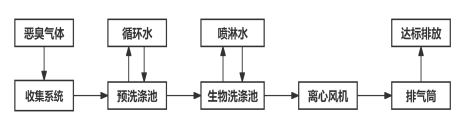 恶臭气体
循环水
喷淋水
达标排放
收集系统
预洗涤池
生物洗涤池
离心风机
排气筒